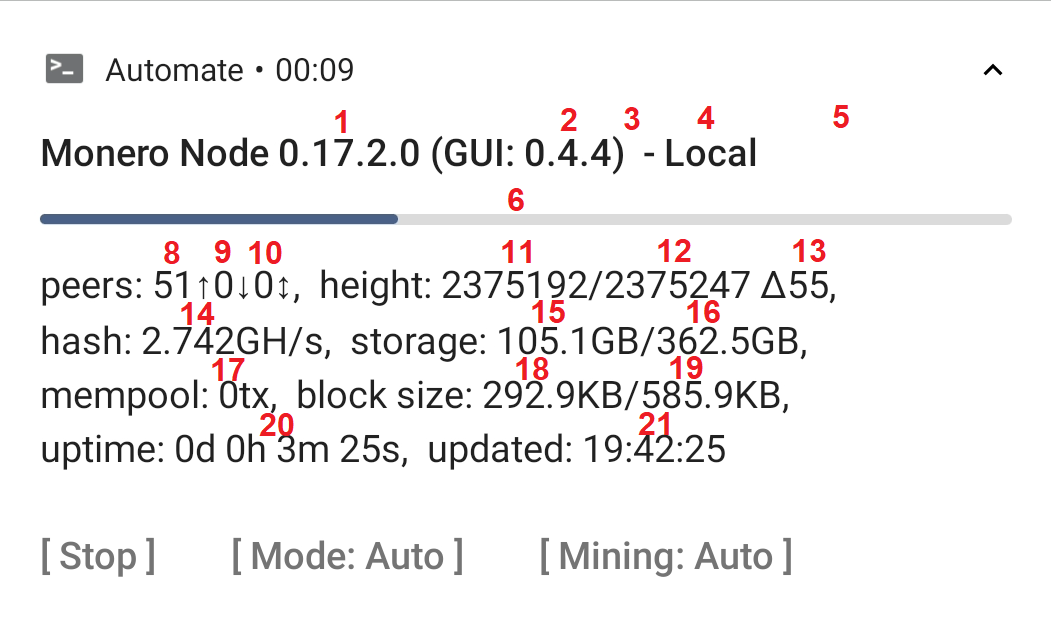 >_ Automate • 00:09
1 2 3 4 5
Monero Node 0.17.2.0 (GUI: 0.4.4) - Local
6
8 9 10 11 12 13
peers: 51↑0↓0↕, height: 2375192/2375247 Δ55,
14 15 16
hash: 2.742GH/s, storage: 105.1GB/362.5GB,
17 18 19
mempool: 0tx, block size: 292.9KB/585.9KB,
20 21
uptime: 0d 0h 3m 25s, updated: 19:42:25
[ Stop ] [ Mode: Auto ] [ Mining: Auto ]